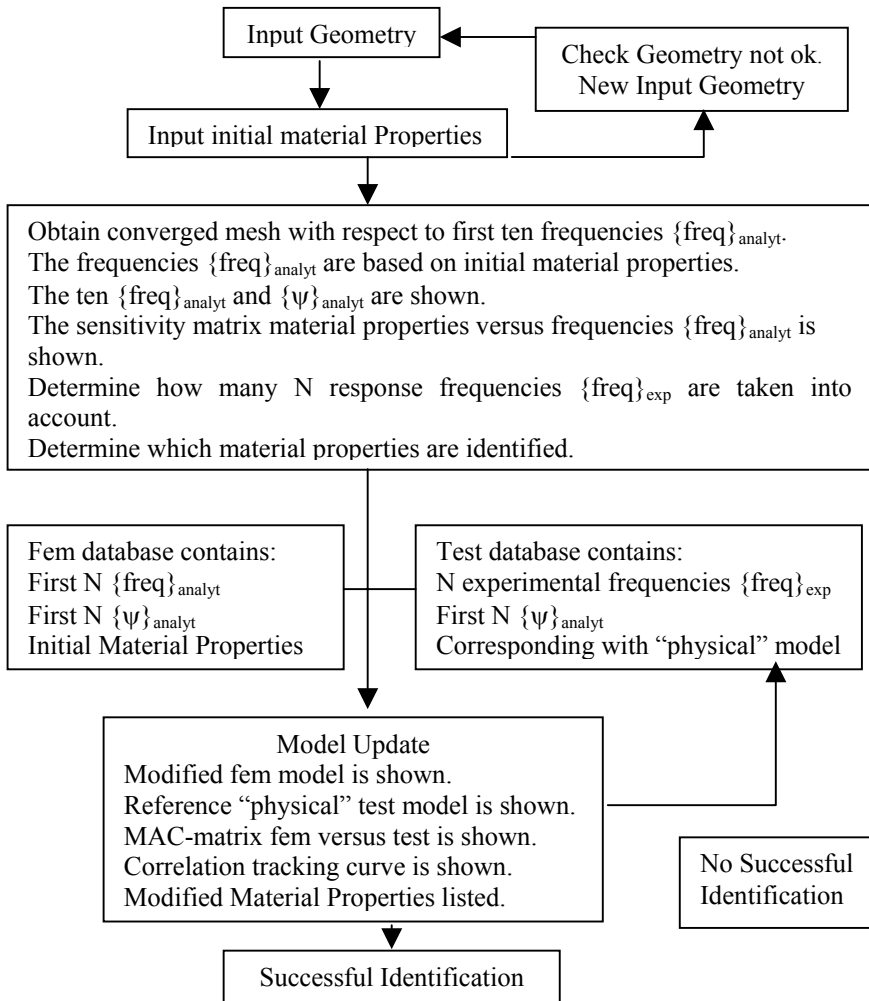 Input Geometry
Check Geometry not ok.
New Input Geometry
Input initial material Properties
Obtain converged mesh with respect to first ten frequencies {freq}analyt.
The frequencies {freq}analyt are based on initial material properties.
The ten {freq}analyt and {ψ}analyt are shown.
The sensitivity matrix material properties versus frequencies {freq}analyt is
shown.
Determine how many N response frequencies {freq}exp are taken into
account.
Determine which material properties are identified.
Fem database contains:
First N {freq}analyt
First N {ψ}analyt
Initial Material Properties
Test database contains:
N experimental frequencies {freq}exp
First N {ψ}analyt
Corresponding with “physical” model
Model Update
Modified fem model is shown.
Reference “physical” test model is shown.
MAC-matrix fem versus test is shown.
Correlation tracking curve is shown.
Modified Material Properties listed.
No Successful
Identification
Successful Identification